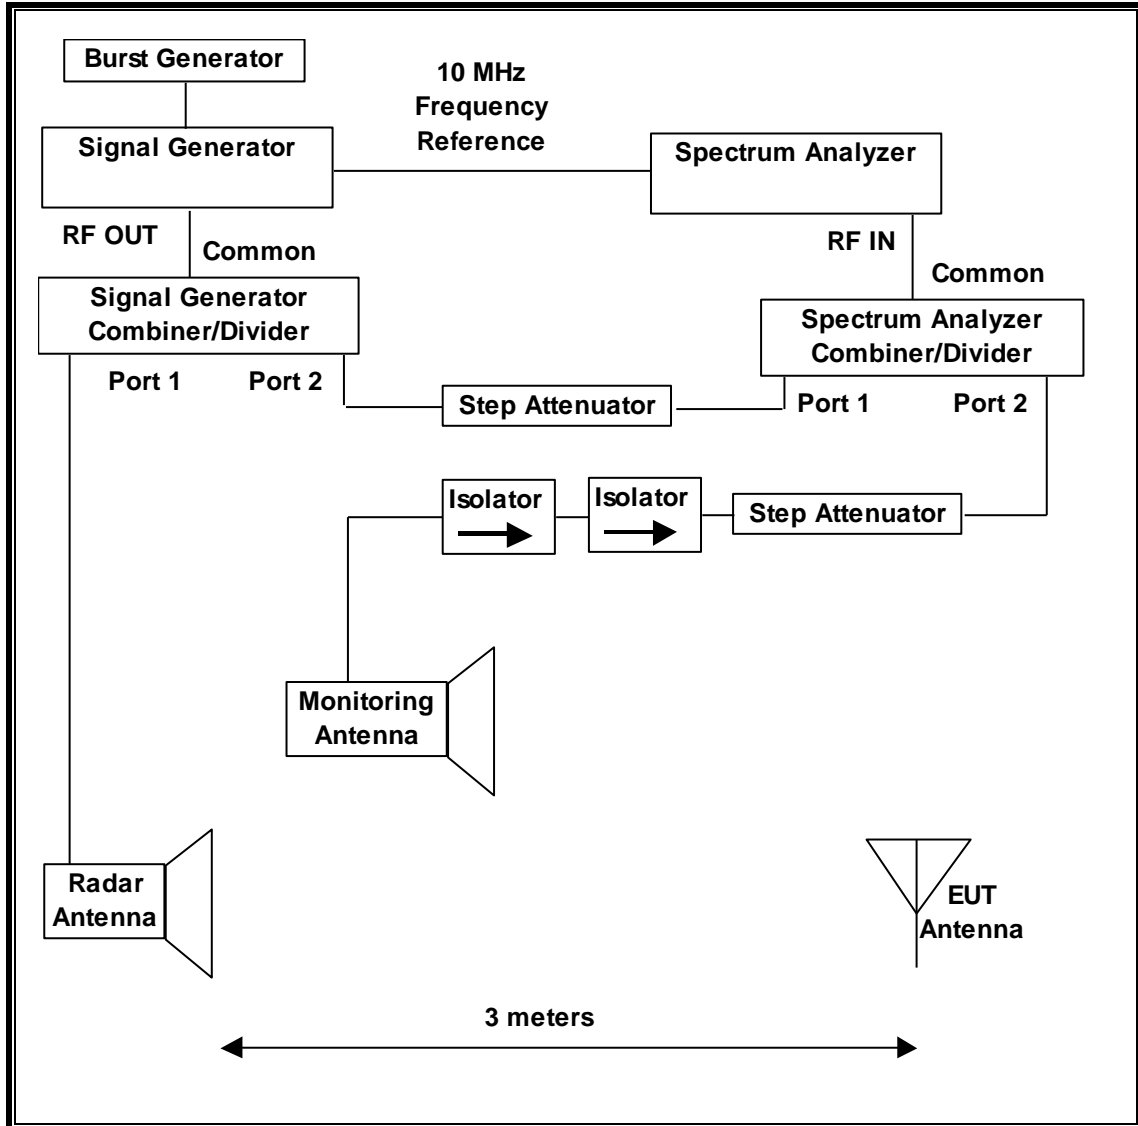 Burst Generator
10 MHz
Frequency
Reference
Signal Generator
Spectrum Analyzer
RF OUT
Common
RF IN
Common
Signal Generator
Combiner/Divider
Spectrum Analyzer
Combiner/Divider
Port 1
Port 2
Step Attenuator
Port 1
Port 2
Isolator
Isolator
Step Attenuator
Monitoring
Antenna
Radar
Antenna
EUT
Antenna
3 meters